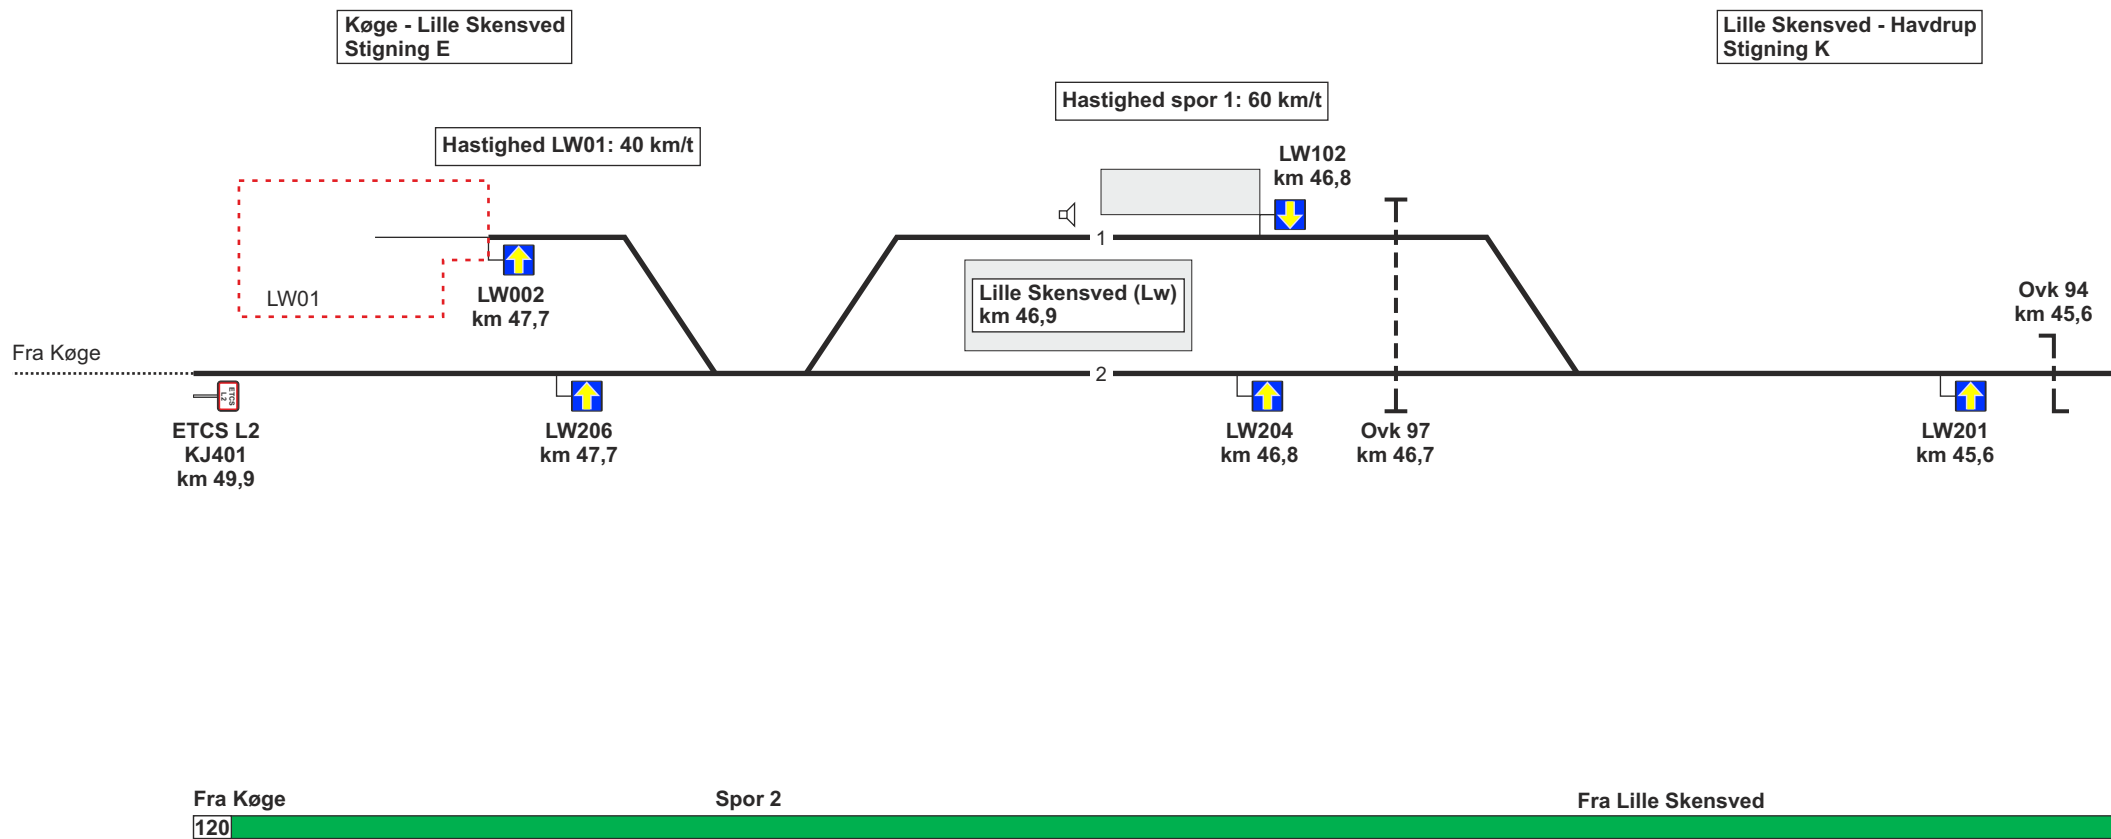 Køge - Lille Skensved
Stigning E
Lille Skensved - Havdrup
Stigning K
Hastighed spor 1: 60 km/t
Hastighed LW01: 40 km/t
LW102
km 46,8
1
LW01
LW002
km 47,7
Lille Skensved (Lw)
km 46,9
Ovk 94
km 45,6
Fra Køge
2
ETCS
L2
ETCS L2
KJ401
km 49,9
LW206
km 47,7
LW204
km 46,8
Ovk 97
km 46,7
LW201
km 45,6
Fra Køge
Spor 2
Fra Lille Skensved
120